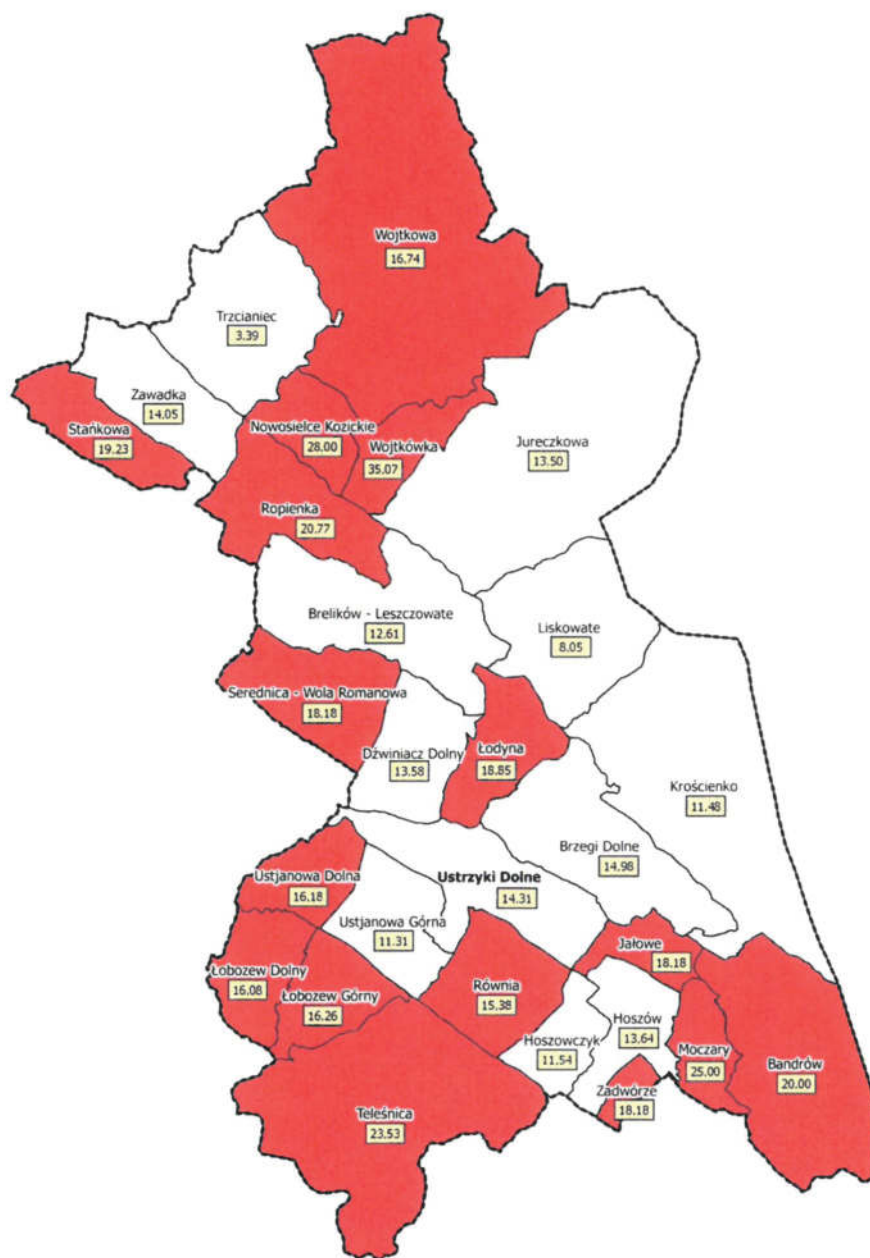 Wojtkowa
16.74
Trzcianiec
3.39
Zawadka
14.05
Stańkowa
19.23
Nowosielce Kozickie
28.00
Wojtkówka
35.07
Jureczkowa
13.50
Ropienka
20.77
Brelików - Leszczowate
12.61
Liskowate
8.05
Serednica - Wola Romanowa
18.18
Dźwiniacz Dolny
13.58
Łodyna
18.85
Krościenko
11.48
Brzegi Dolne
14.98
Ustjanowa Dolna
16.18
Ustrzyki Dolne
14.31
Ustjanowa Górna
11.31
Jałowe
18.18
Łobozew Dolny
16.08
Łobozew Górny
16.26
Równia
15.38
Hoszów
13.64
Hoszowczyk
11.54
Moczary
25.00
Bandrów
20.00
Zadwórze
18.18
Teleśnica
23.53